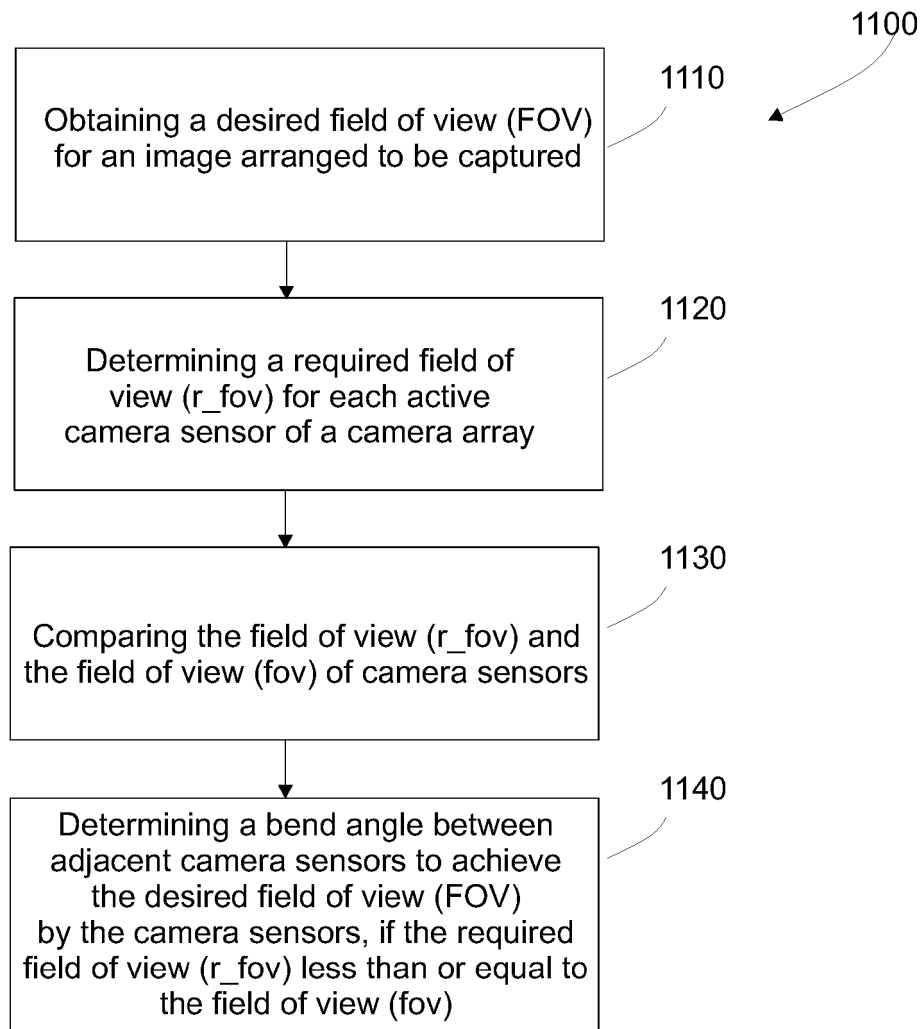 1100
1110
Obtaining a desired field of view (FOV)
for an image arranged to be captured
1120
Determining a required field of
view (r_fov) for each active
camera sensor of a camera array
1130
Comparing the field of view (r_fov) and
the field of view (fov) of camera sensors
1140
Determining a bend angle between
adjacent camera sensors to achieve
the desired field of view (FOV)
by the camera sensors, if the required
field of view (r_fov) less than or equal to
the field of view (fov)